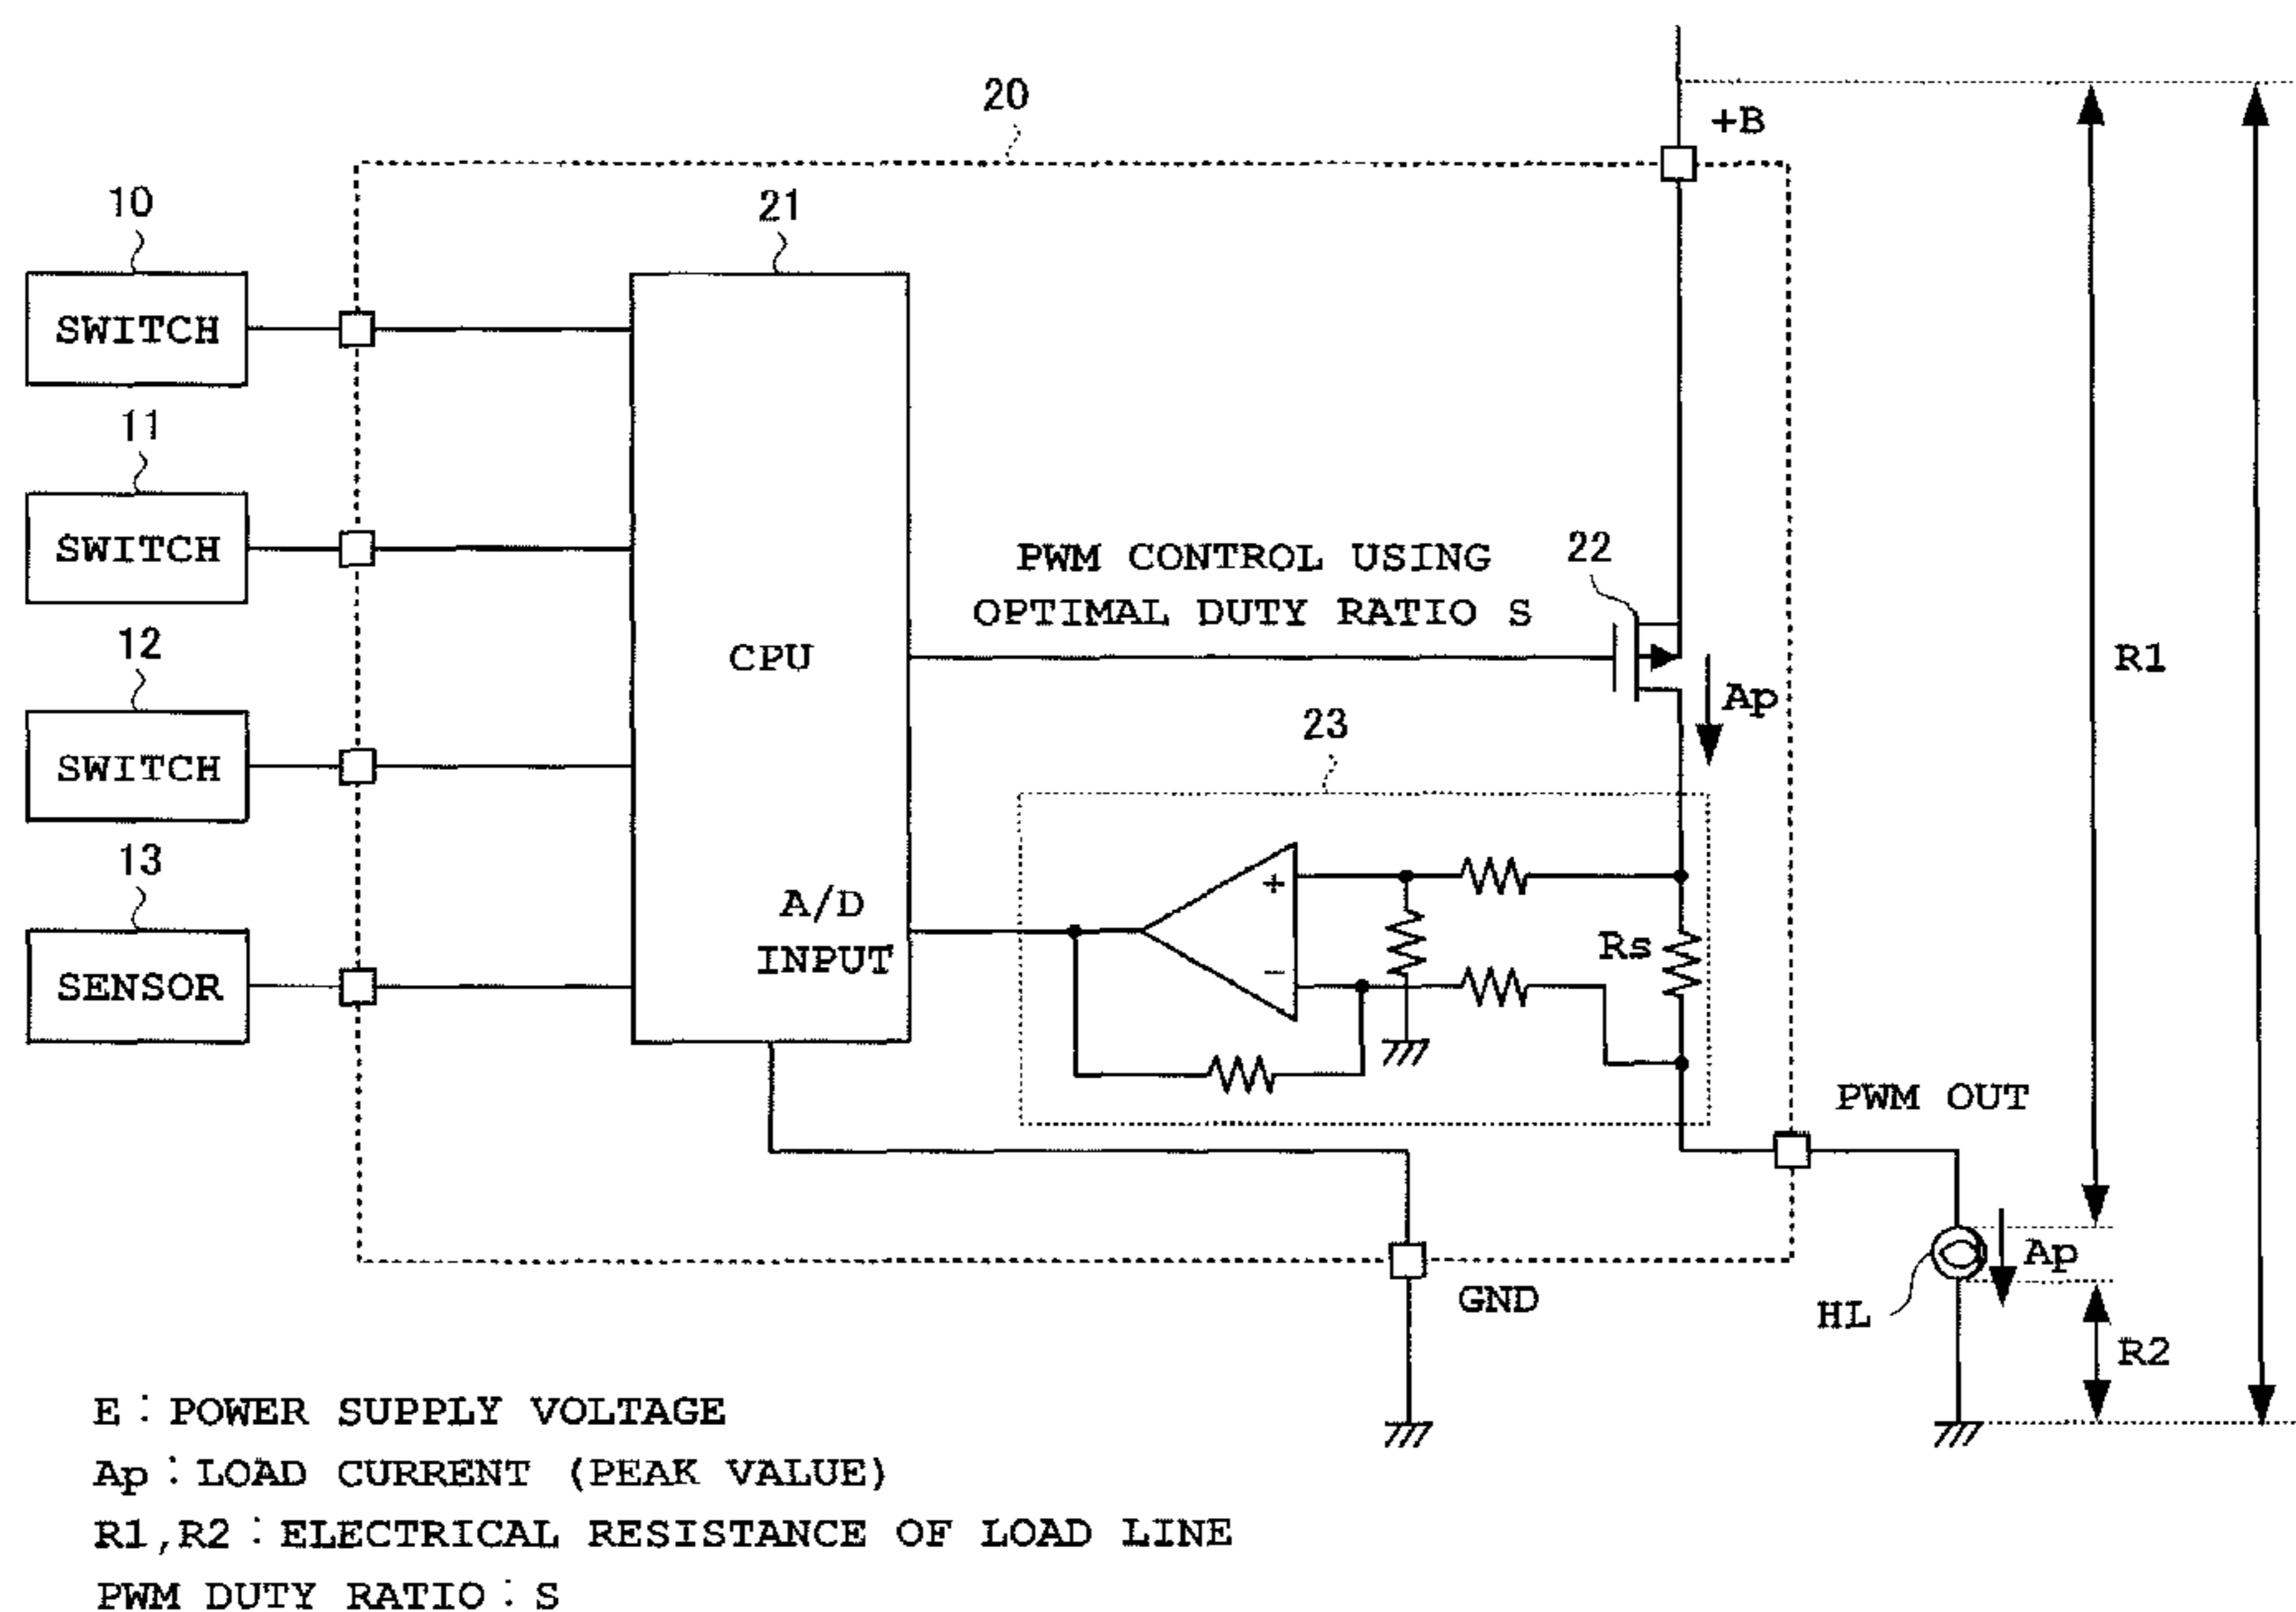 20
+B
10
21
SWITCH
11
SWITCH
PWM CONTROL USING
OPTIMAL DUTY RATIO S
22
12
CPU
R1
Ap
23
SWITCH
13
A/D
INPUT
+
-
Rs
SENSOR
PWM OUT
Ap
GND
HL
R2
E : POWER SUPPLY VOLTAGE
Ap : LOAD CURRENT (PEAK VALUE)
R1,R2 : ELECTRICAL RESISTANCE OF LOAD LINE
PWM DUTY RATIO : S